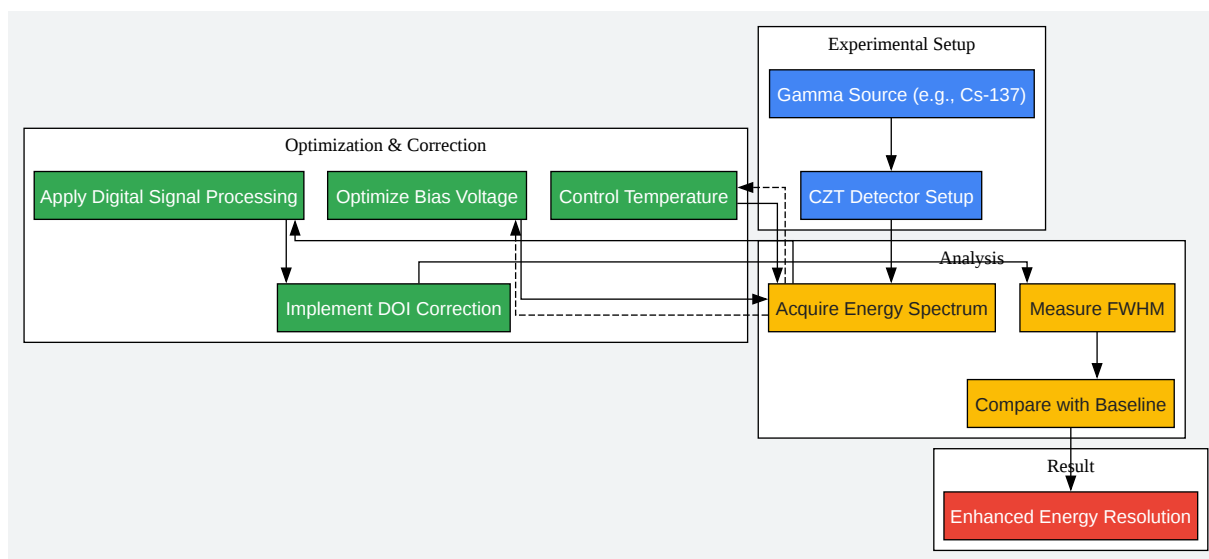 Experimental Setup
Gamma Source (e.g., Cs-137)
CZT Detector Setup
Optimization & Correction
Apply Digital Signal Processing
Optimize Bias Voltage
Control Temperature
Implement DOI Correction
Analysis
Acquire Energy Spectrum
Measure FWHM
Compare with Baseline
Result
Enhanced Energy Resolution